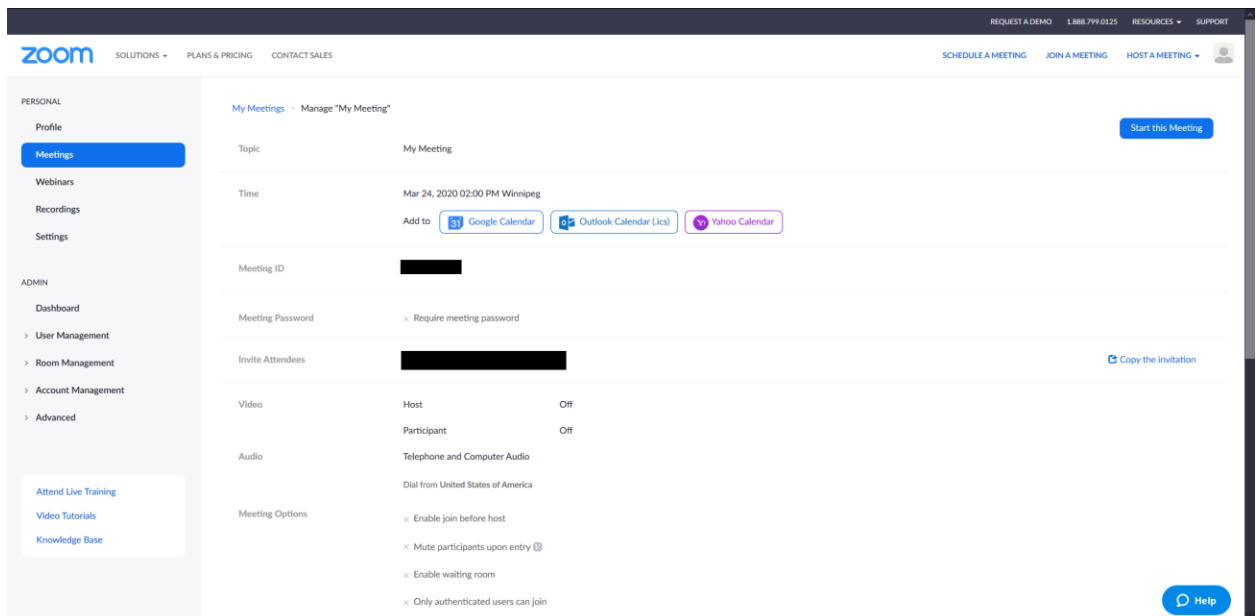 REQUEST A DEMO 1.888.799.0125 RESOURCES SUPPORT
zoom SOLUTIONS PLANS & PRICING CONTACT SALES SCHEDULE A MEETING JOIN A MEETING HOST A MEETING
PERSONAL
Profile
Meetings
Webinars
Recordings
Settings
ADMIN
Dashboard
> User Management
> Room Management
> Account Management
> Advanced
Attend Live Training
Video Tutorials
Knowledge Base
My Meetings > Manage "My Meeting"
Start this Meeting
Topic My Meeting
Time Mar 24, 2020 02:00 PM Winnipeg
Add to 31 Google Calendar Outlook Calendar (.ics) Yahoo Calendar
Meeting ID
Meeting Password × Require meeting password
Invite Attendees Copy the invitation
Video Host Off
Participant Off
Audio Telephone and Computer Audio
Dial from United States of America
Meeting Options × Enable join before host
× Mute participants upon entry
× Enable waiting room
× Only authenticated users can join
Help